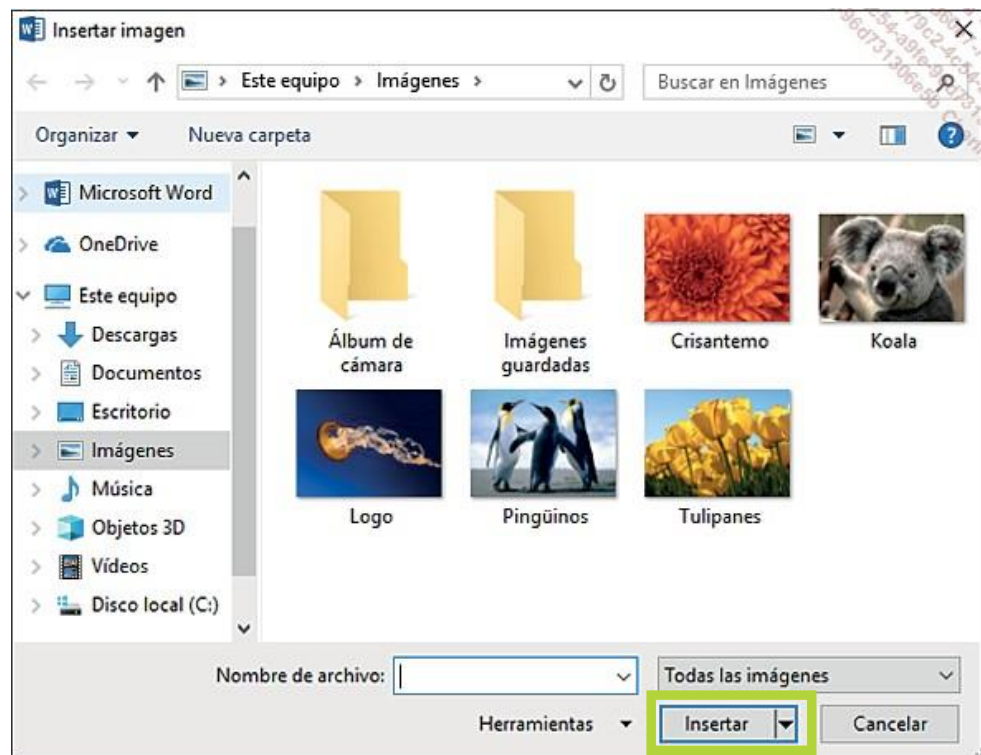 Insertar imagen
Este equipo > Imágenes >
Buscar en Imágenes
Organizar
Nueva carpeta
Microsoft Word
OneDrive
Este equipo
Descargas
Documentos
Escritorio
Imágenes
Música
Objetos 3D
Vídeos
Disco local (C:)
Álbum de
cámara
Imágenes
guardadas
Crisantemo
Koala
Logo
Pingüinos
Tulipanes
Nombre de archivo:
Todas las imágenes
Herramientas
Insertar
Cancelar